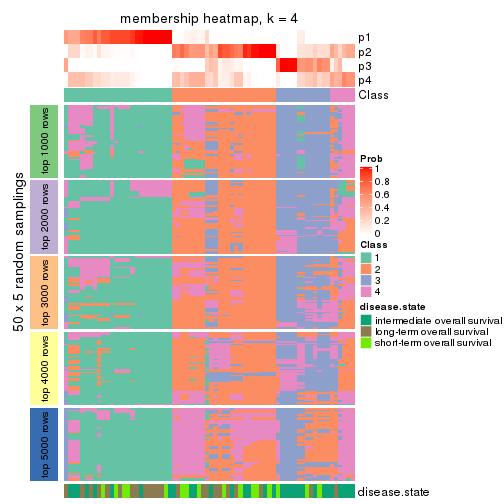 membership heatmap, k = 4
p1
p2
p3
p4
Class
50 x 5 random samplings
top 1000 rows
top 2000 rows
top 3000 rows
top 4000 rows
top 5000 rows
Prob
1
0.8
0.6
0.4
0.2
0
Class
1
2
3
4
disease.state
intermediate overall survival
long-term overall survival
short-term overall survival
disease.state